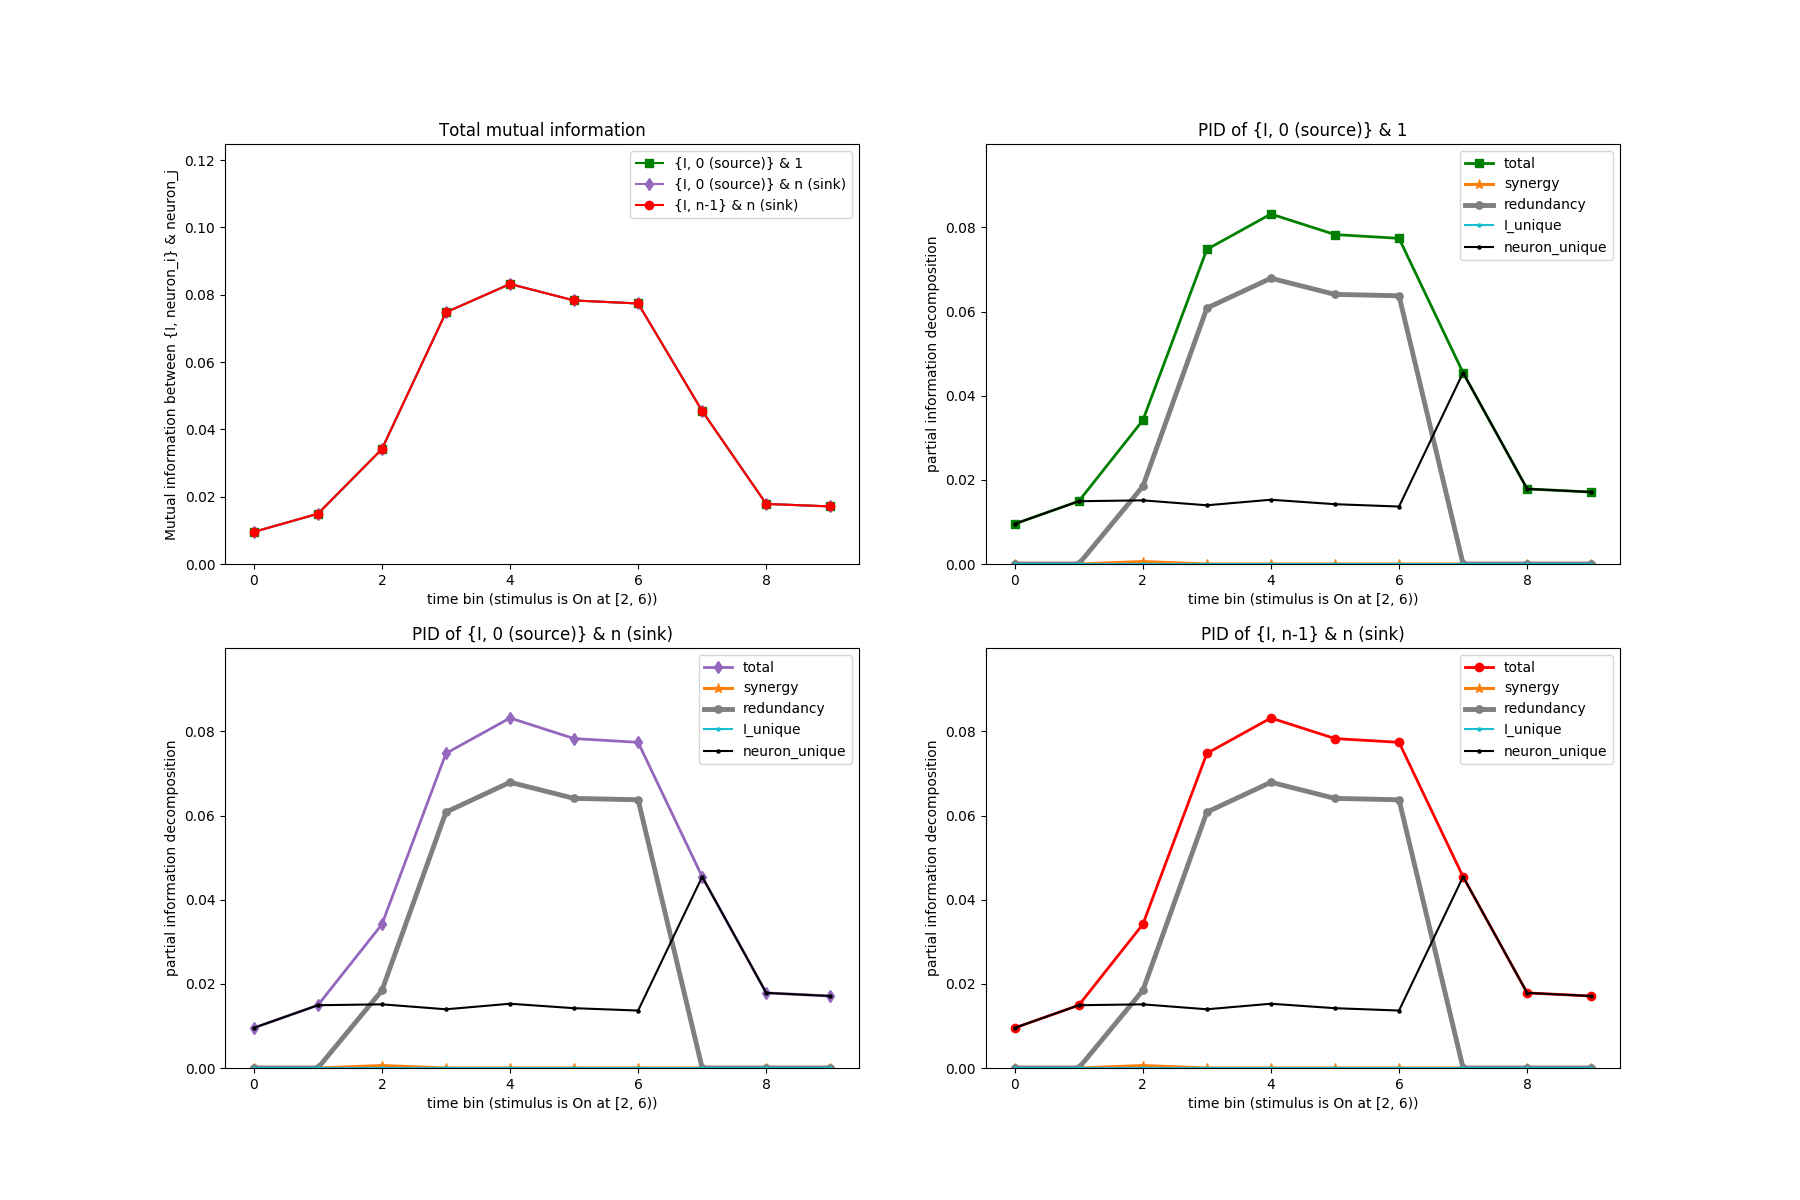 Total mutual information
Mutual information between {I, neuron_i} & neuron_j
0.12
0.10
0.08
0.06
0.04
0.02
0.00
{I, 0 (source)} & 1
{I, 0 (source)} & n (sink)
{I, n-1} & n (sink)
0 2 4 6 8
time bin (stimulus is On at [2, 6))
PID of {I, 0 (source)} & 1
partial information decomposition
0.08
0.06
0.04
0.02
0.00
total
synergy
redundancy
I_unique
neuron_unique
0 2 4 6 8
time bin (stimulus is On at [2, 6))
PID of {I, 0 (source)} & n (sink)
partial information decomposition
0.08
0.06
0.04
0.02
0.00
total
synergy
redundancy
I_unique
neuron_unique
0 2 4 6 8
time bin (stimulus is On at [2, 6))
PID of {I, n-1} & n (sink)
partial information decomposition
0.08
0.06
0.04
0.02
0.00
total
synergy
redundancy
I_unique
neuron_unique
0 2 4 6 8
time bin (stimulus is On at [2, 6))